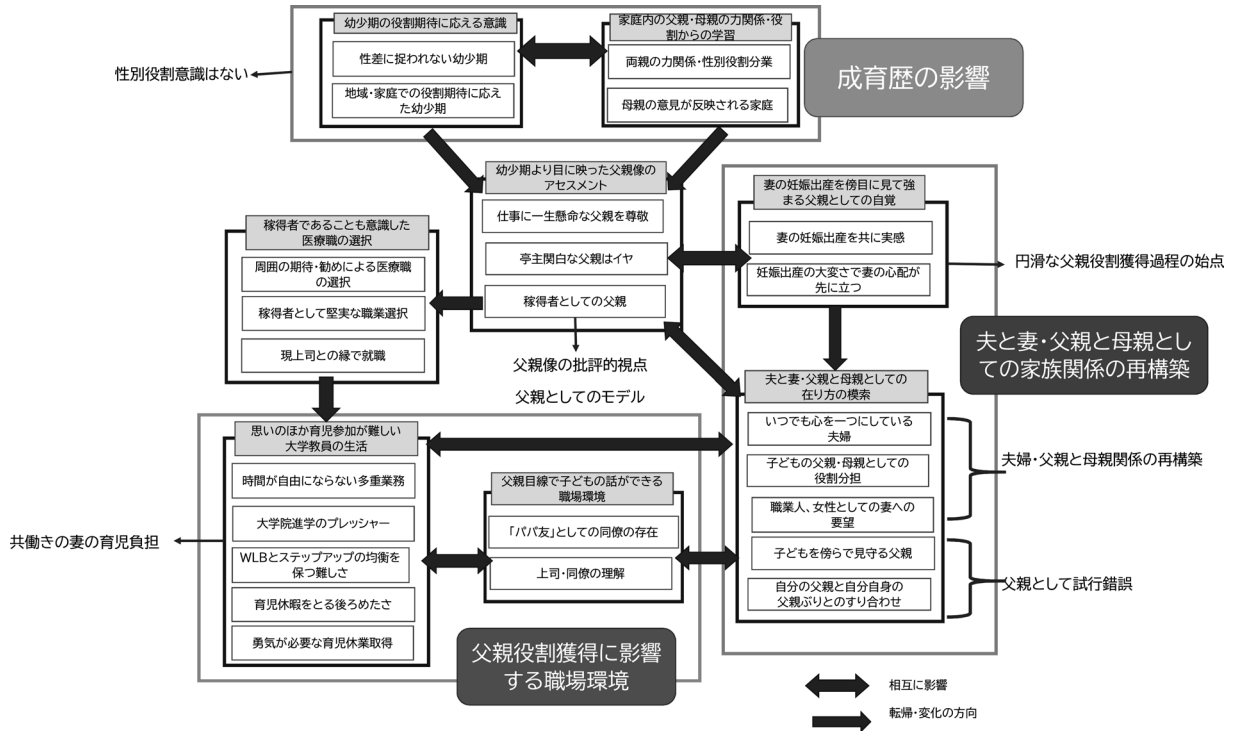 幼少期の役割期待に応える意識
性差に捉われない幼少期
地域・家庭での役割期待に応え
た幼少期
家庭内の父親・母親の力関係・役
割からの学習
両親の力関係・性別役割分業
母親の意見が反映される家庭
成育歴の影響
性別役割意識はない
幼少期より目に映った父親像の
アセスメント
仕事に一生懸命な父親を尊敬
亭主関白な父親はイヤ
稼得者としての父親
父親像の批評的視点
父親としてのモデル
稼得者であることも意識した
医療職の選択
周囲の期待・勧めによる医療職
の選択
稼得者として堅実な職業選択
現上司との縁で就職
妻の妊娠出産を傍目に見て強
まる父親としての自覚
妻の妊娠出産を共に実感
妊娠出産の大変さで妻の心配が
先に立つ
円滑な父親役割獲得過程の始点
夫と妻・父親と母親とし
ての家族関係の再構築
夫と妻・父親と母親としての
在り方の模索
いつでも心を一つにしている
夫婦
子どもの父親・母親としての
役割分担
職業人、女性としての妻への
要望
子どもを傍らで見守る父親
自分の父親と自分自身の
父親ぶりとのすり合わせ
夫婦・父親と母親関係の再構築
父親として試行錯誤
思いのほか育児参加が難しい
大学教員の生活
時間が自由にならない多重業務
大学院進学のプレッシャー
WLBとステップアップの均衡を
保つ難しさ
育児休暇をとる後ろめたさ
勇気が必要な育児休業取得
共働きの妻の育児負担
父親目線で子どもの話ができる
職場環境
「パパ友」としての同僚の存在
上司・同僚の理解
父親役割獲得に影響
する職場環境
相互に影響
転帰・変化の方向